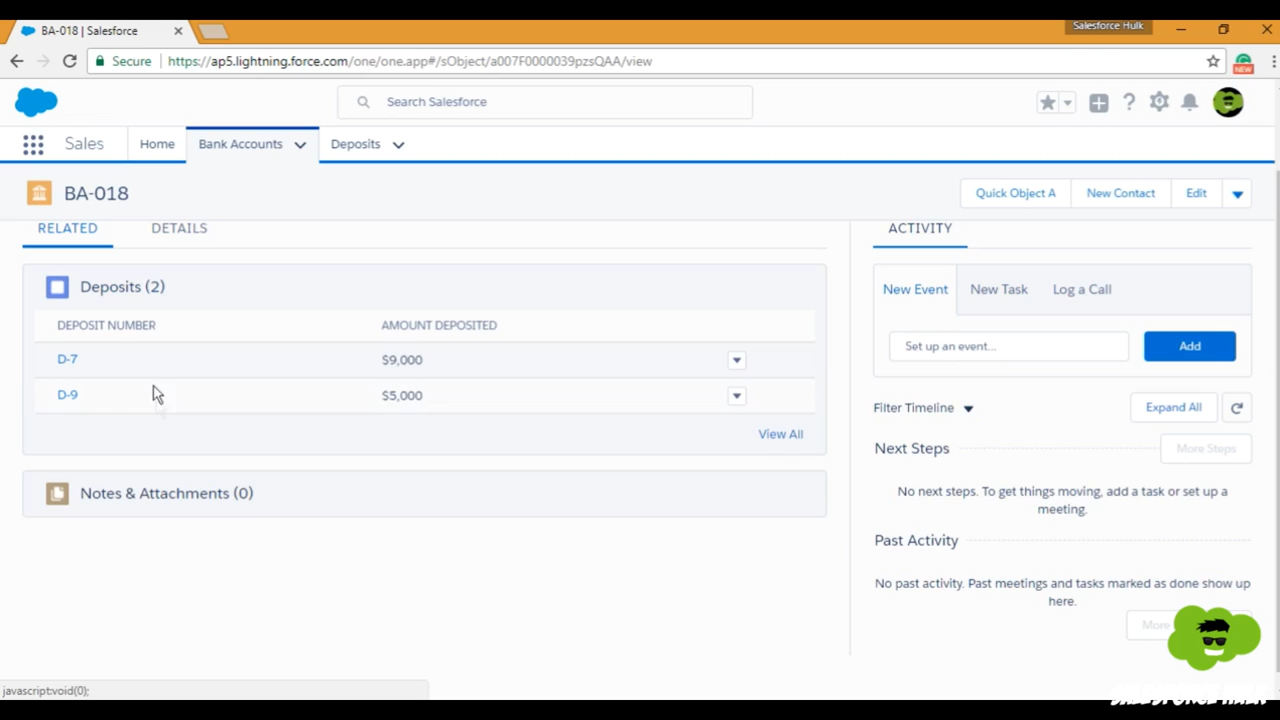 BA-018 | Salesforce
Salesforce Hulk
Secure https://ap5.lightning.force.com/one/one.app#/sObject/a007F0000039pzsQAA/view
NEW
Search Salesforce
Sales Home Bank Accounts Deposits
BA-018
Quick Object A New Contact Edit
RELATED DETAILS
ACTIVITY
Deposits (2)
DEPOSIT NUMBER AMOUNT DEPOSITED
D-7 $9,000
D-9 $5,000
View All
Notes & Attachments (0)
New Event New Task Log a Call
Set up an event... Add
Filter Timeline Expand All
Next Steps More Steps
No next steps. To get things moving, add a task or set up a
meeting.
Past Activity
No past activity. Past meetings and tasks marked as done show up
here.
More
javascript:void(0);
SALESFORCE HULK